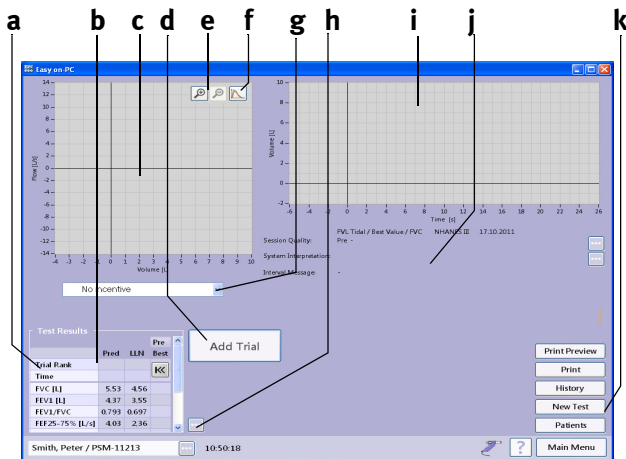 a b c d e f g h i j k
Easy on-PC
14
12
10
8
6
4
2
0
-2
-4
-6
-8
-10
-12
-14
Flow [L/s]
-4 -3 -2 -1 0 1 2 3 4 5 6 7 8 9 10
Volume [L]
10
8
6
4
2
0
-2
Volume [L]
-6 -4 -2 0 2 4 6 8 10 12 14 16 18 20 22 24 26
Time [s]
FVL Tidal / Best Value / FVC NHANES III 17.10.2011
Session Quality: Pre -
System Interpretation:
Interval Message: -
No incentive
Test Results
Pre
Pred LLN Best
Trial Rank
Time
FVC [L] 5.53 4.56
FEV1 [L] 4.37 3.55
FEV1/FVC 0.793 0.697
FEF25-75% [L/s] 4.03 2.36
Add Trial
Print Preview
Print
History
New Test
Patients
Smith, Peter / PSM-11213 ... 10:50:18 ? Main Menu